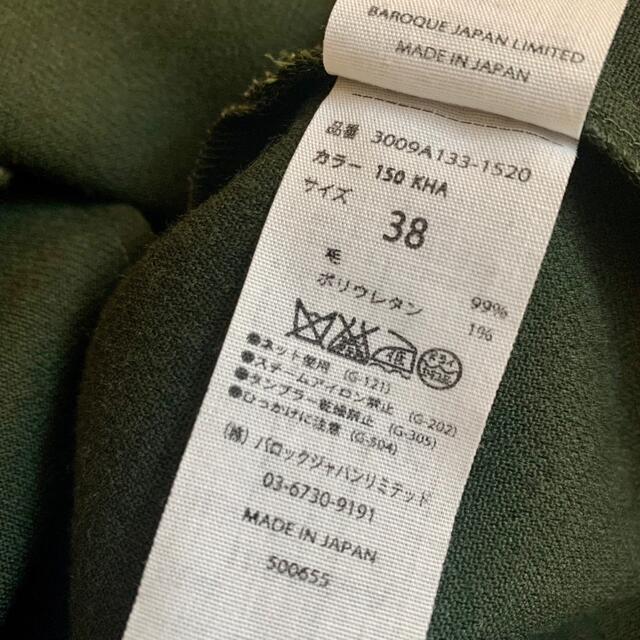 BAROQUE JAPAN LIMITED
MADE IN JAPAN
品番 3009A133-1520
カラー 150 KHA
サイズ
38
毛 99%
ポリウレタン 1%
●ネット使用 (G-121)
●スチームアイロン禁止 (G-202)
●タンブラー乾燥禁止 (G-305)
●ひっかけに注意 (G-504)
(株) バロックジャパンリミテッド
03-6730-9191
MADE IN JAPAN
500655